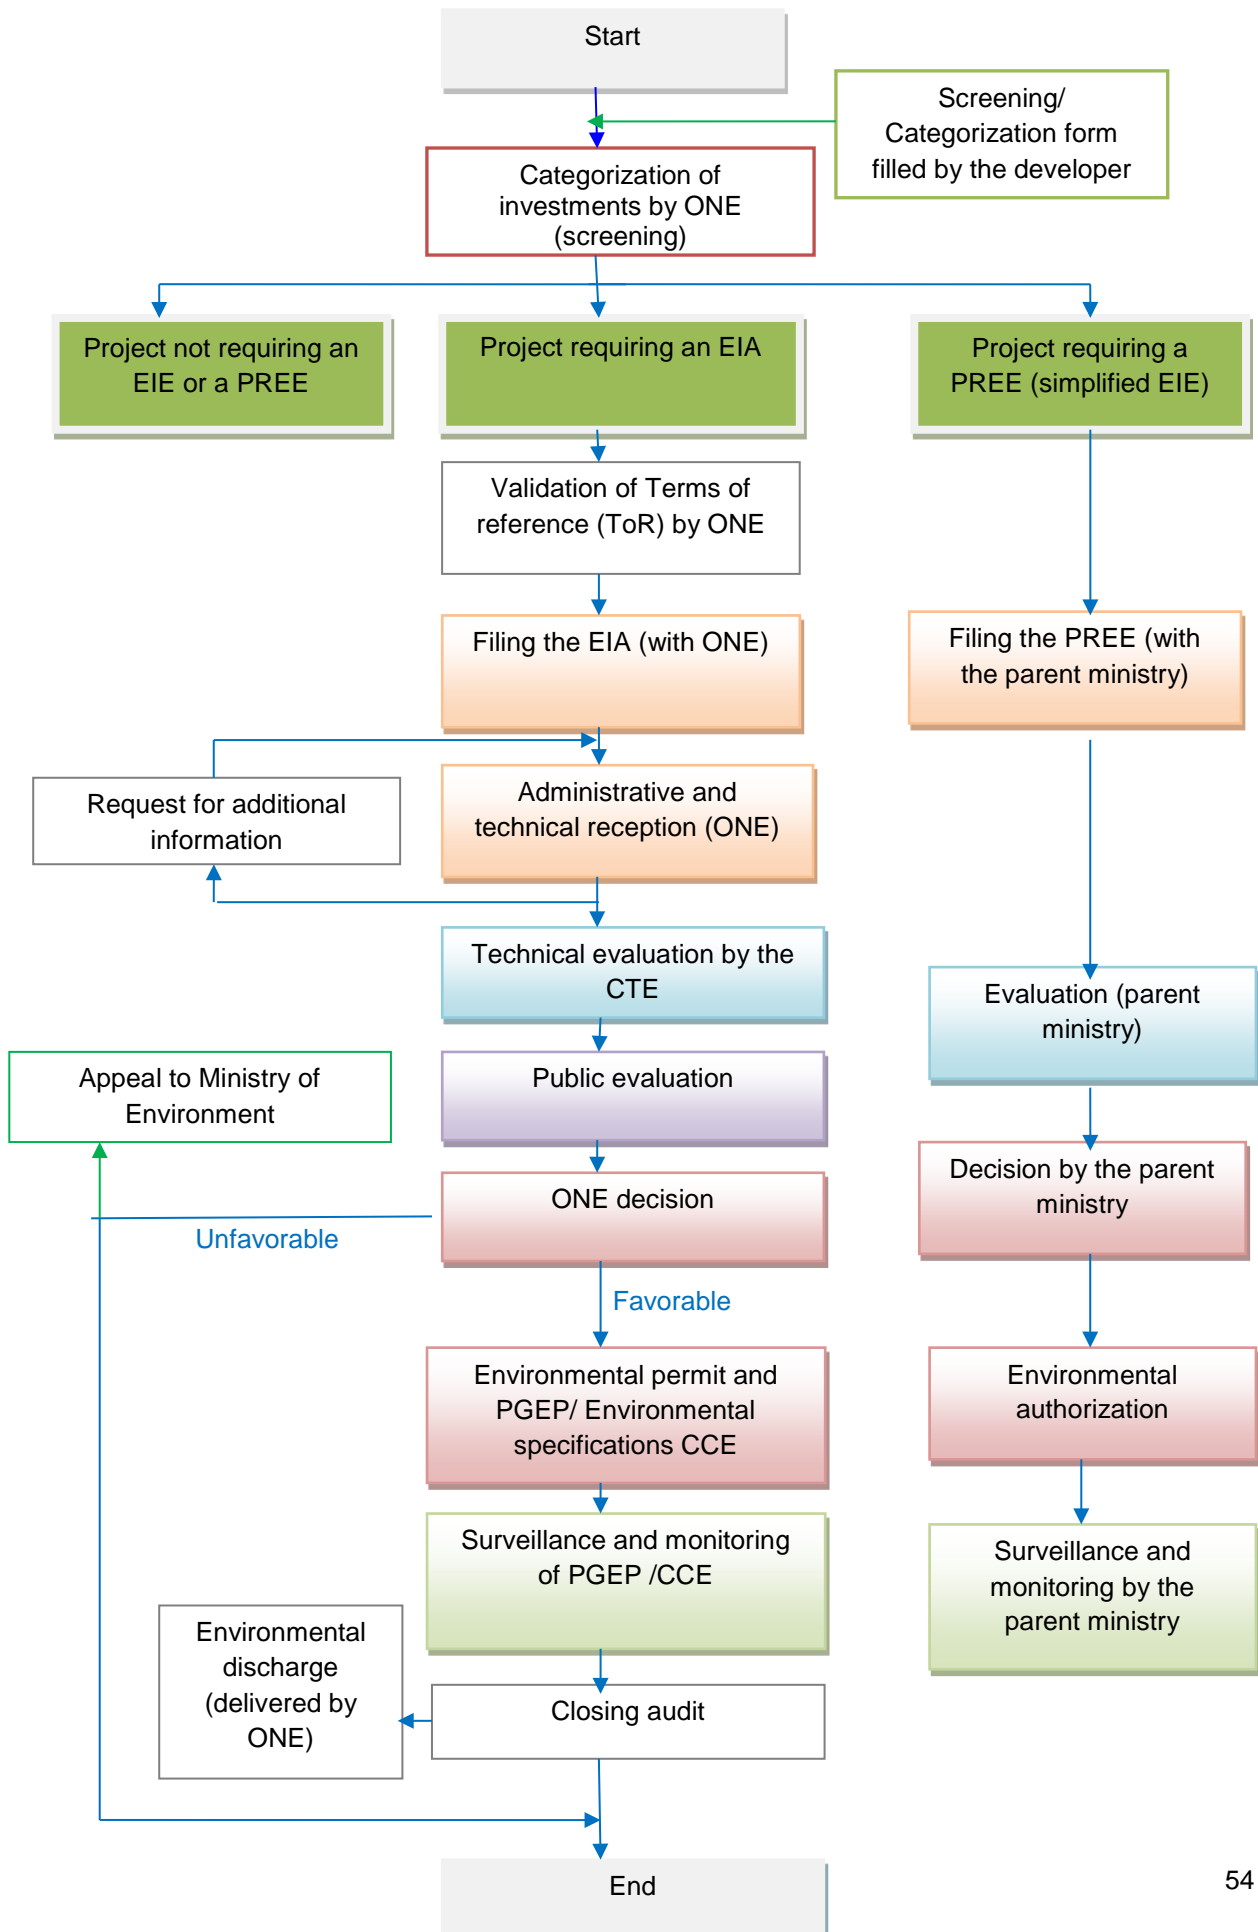 Start
Screening/
Categorization form
filled by the developer
Categorization of
investments by ONE
(screening)
Project not requiring an
EIE or a PREE
Project requiring an EIA
Project requiring a
PREE (simplified EIE)
Validation of Terms of
reference (ToR) by ONE
Filing the EIA (with ONE)
Filing the PREE (with
the parent ministry)
Request for additional
information
Administrative and
technical reception (ONE)
Technical evaluation by the
CTE
Evaluation (parent
ministry)
Appeal to Ministry of
Environment
Public evaluation
Decision by the parent
ministry
ONE decision
Unfavorable
Favorable
Environmental permit and
PGEP/ Environmental
specifications CCE
Environmental
authorization
Surveillance and monitoring
of PGEP /CCE
Surveillance and
monitoring by the
parent ministry
Environmental
discharge
(delivered by
ONE)
Closing audit
End
54